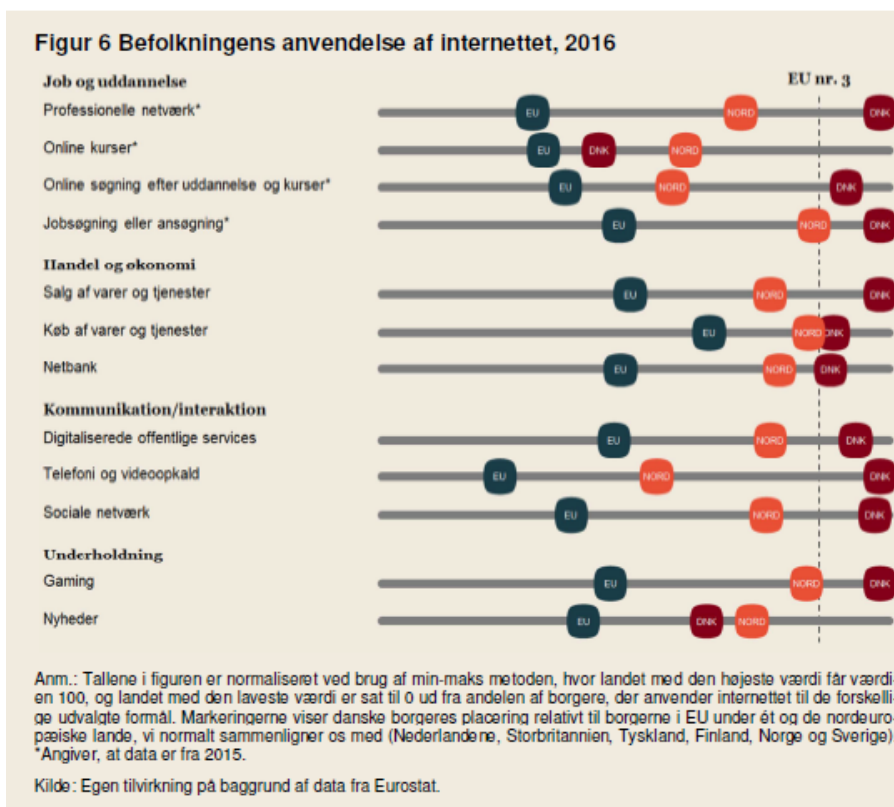 Figur 6 Befolkningens anvendelse af internettet, 2016
Job og uddannelse
EU nr. 3
Professionelle netværk*
EU NORD DNK
Online kurser*
EU DNK NORD
Online søgning efter uddannelse og kurser*
EU NORD DNK
Jobsøgning eller ansøgning*
EU NORD DNK
Handel og økonomi
Salg af varer og tjenester
EU NORD DNK
Køb af varer og tjenester
EU NORD DNK
Netbank
EU NORD DNK
Kommunikation/interaktion
Digitaliserede offentlige services
EU NORD DNK
Telefoni og videoopkald
EU NORD DNK
Sociale netværk
EU NORD DNK
Underholdning
Gaming
EU NORD DNK
Nyheder
EU DNK NORD
Anm.: Tallene i figuren er normaliseret ved brug af min-maks metoden, hvor landet med den højeste værdi får værdi-
en 100, og landet med den laveste værdi er sat til 0 ud fra andelen af borgere, der anvender internettet til de forskelli-
ge udvalgte formål. Markeringerne viser danske borgeres placering relativt til borgerne i EU under ét og de nordeuro-
pæiske lande, vi normalt sammenligner os med (Nederlandene, Storbritannien, Tyskland, Finland, Norge og Sverige)
*Angiver, at data er fra 2015.
Kilde: Egen tilvirkning på baggrund af data fra Eurostat.